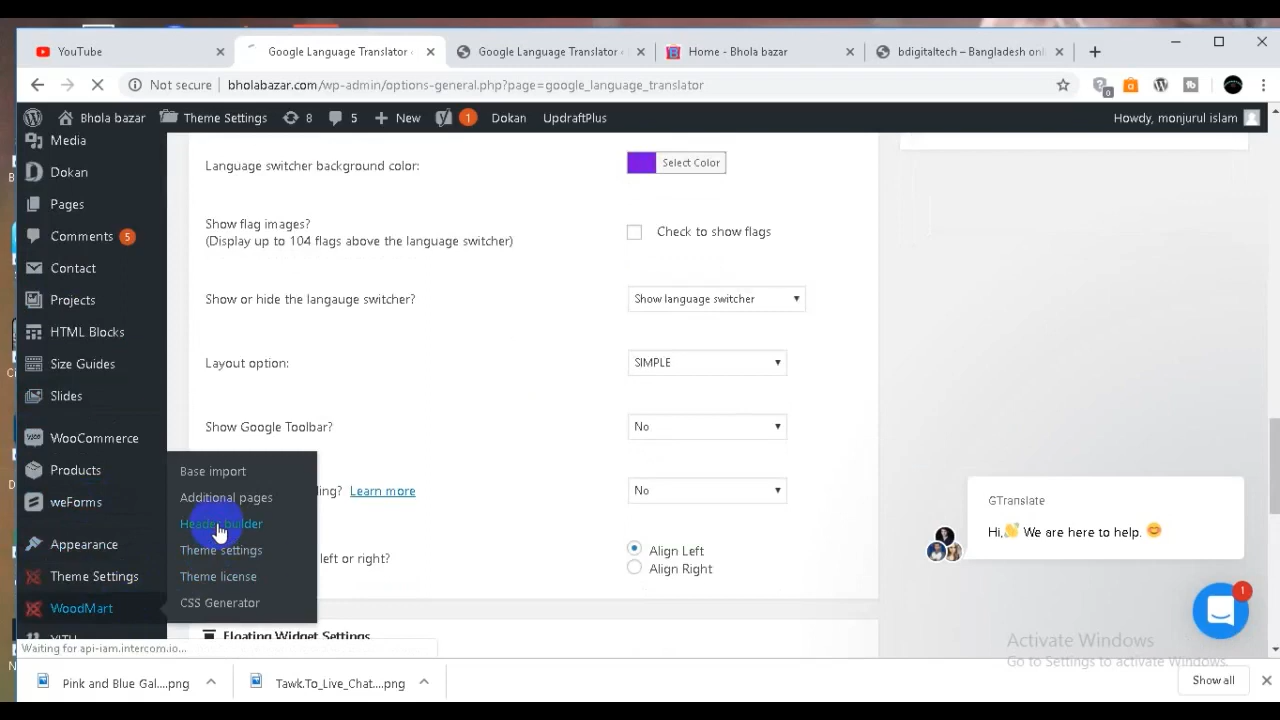 YouTube
Google Language Translator
Google Language Translator
Home - Bhola bazar
bdigitaltech – Bangladesh onl
Not secure
bholabazar.com/wp-admin/options-general.php?page=google_language_translator
Bhola bazar
Theme Settings
8
5
New
1
Dokan
UpdraftPlus
Howdy, monjurul islam
Media
Dokan
Pages
Comments 5
Contact
Projects
HTML Blocks
Size Guides
Slides
WooCommerce
Products
weForms
Appearance
Theme Settings
WoodMart
YITH
Base import
Additional pages
Header builder
Theme settings
Theme license
CSS Generator
Language switcher background color:
Select Color
Show flag images?
(Display up to 104 flags above the language switcher)
Check to show flags
Show or hide the langauge switcher?
Show language switcher
Layout option:
SIMPLE
Show Google Toolbar?
No
ding? Learn more
No
left or right?
Align Left
Align Right
Floating Widget Settings
GTranslate
Hi,👋 We are here to help. 😊
1
Activate Windows
Go to Settings to activate Windows.
Waiting for api-iam.intercom.io...
Pink and Blue Gal....png
Tawk.To_Live_Chat....png
Show all